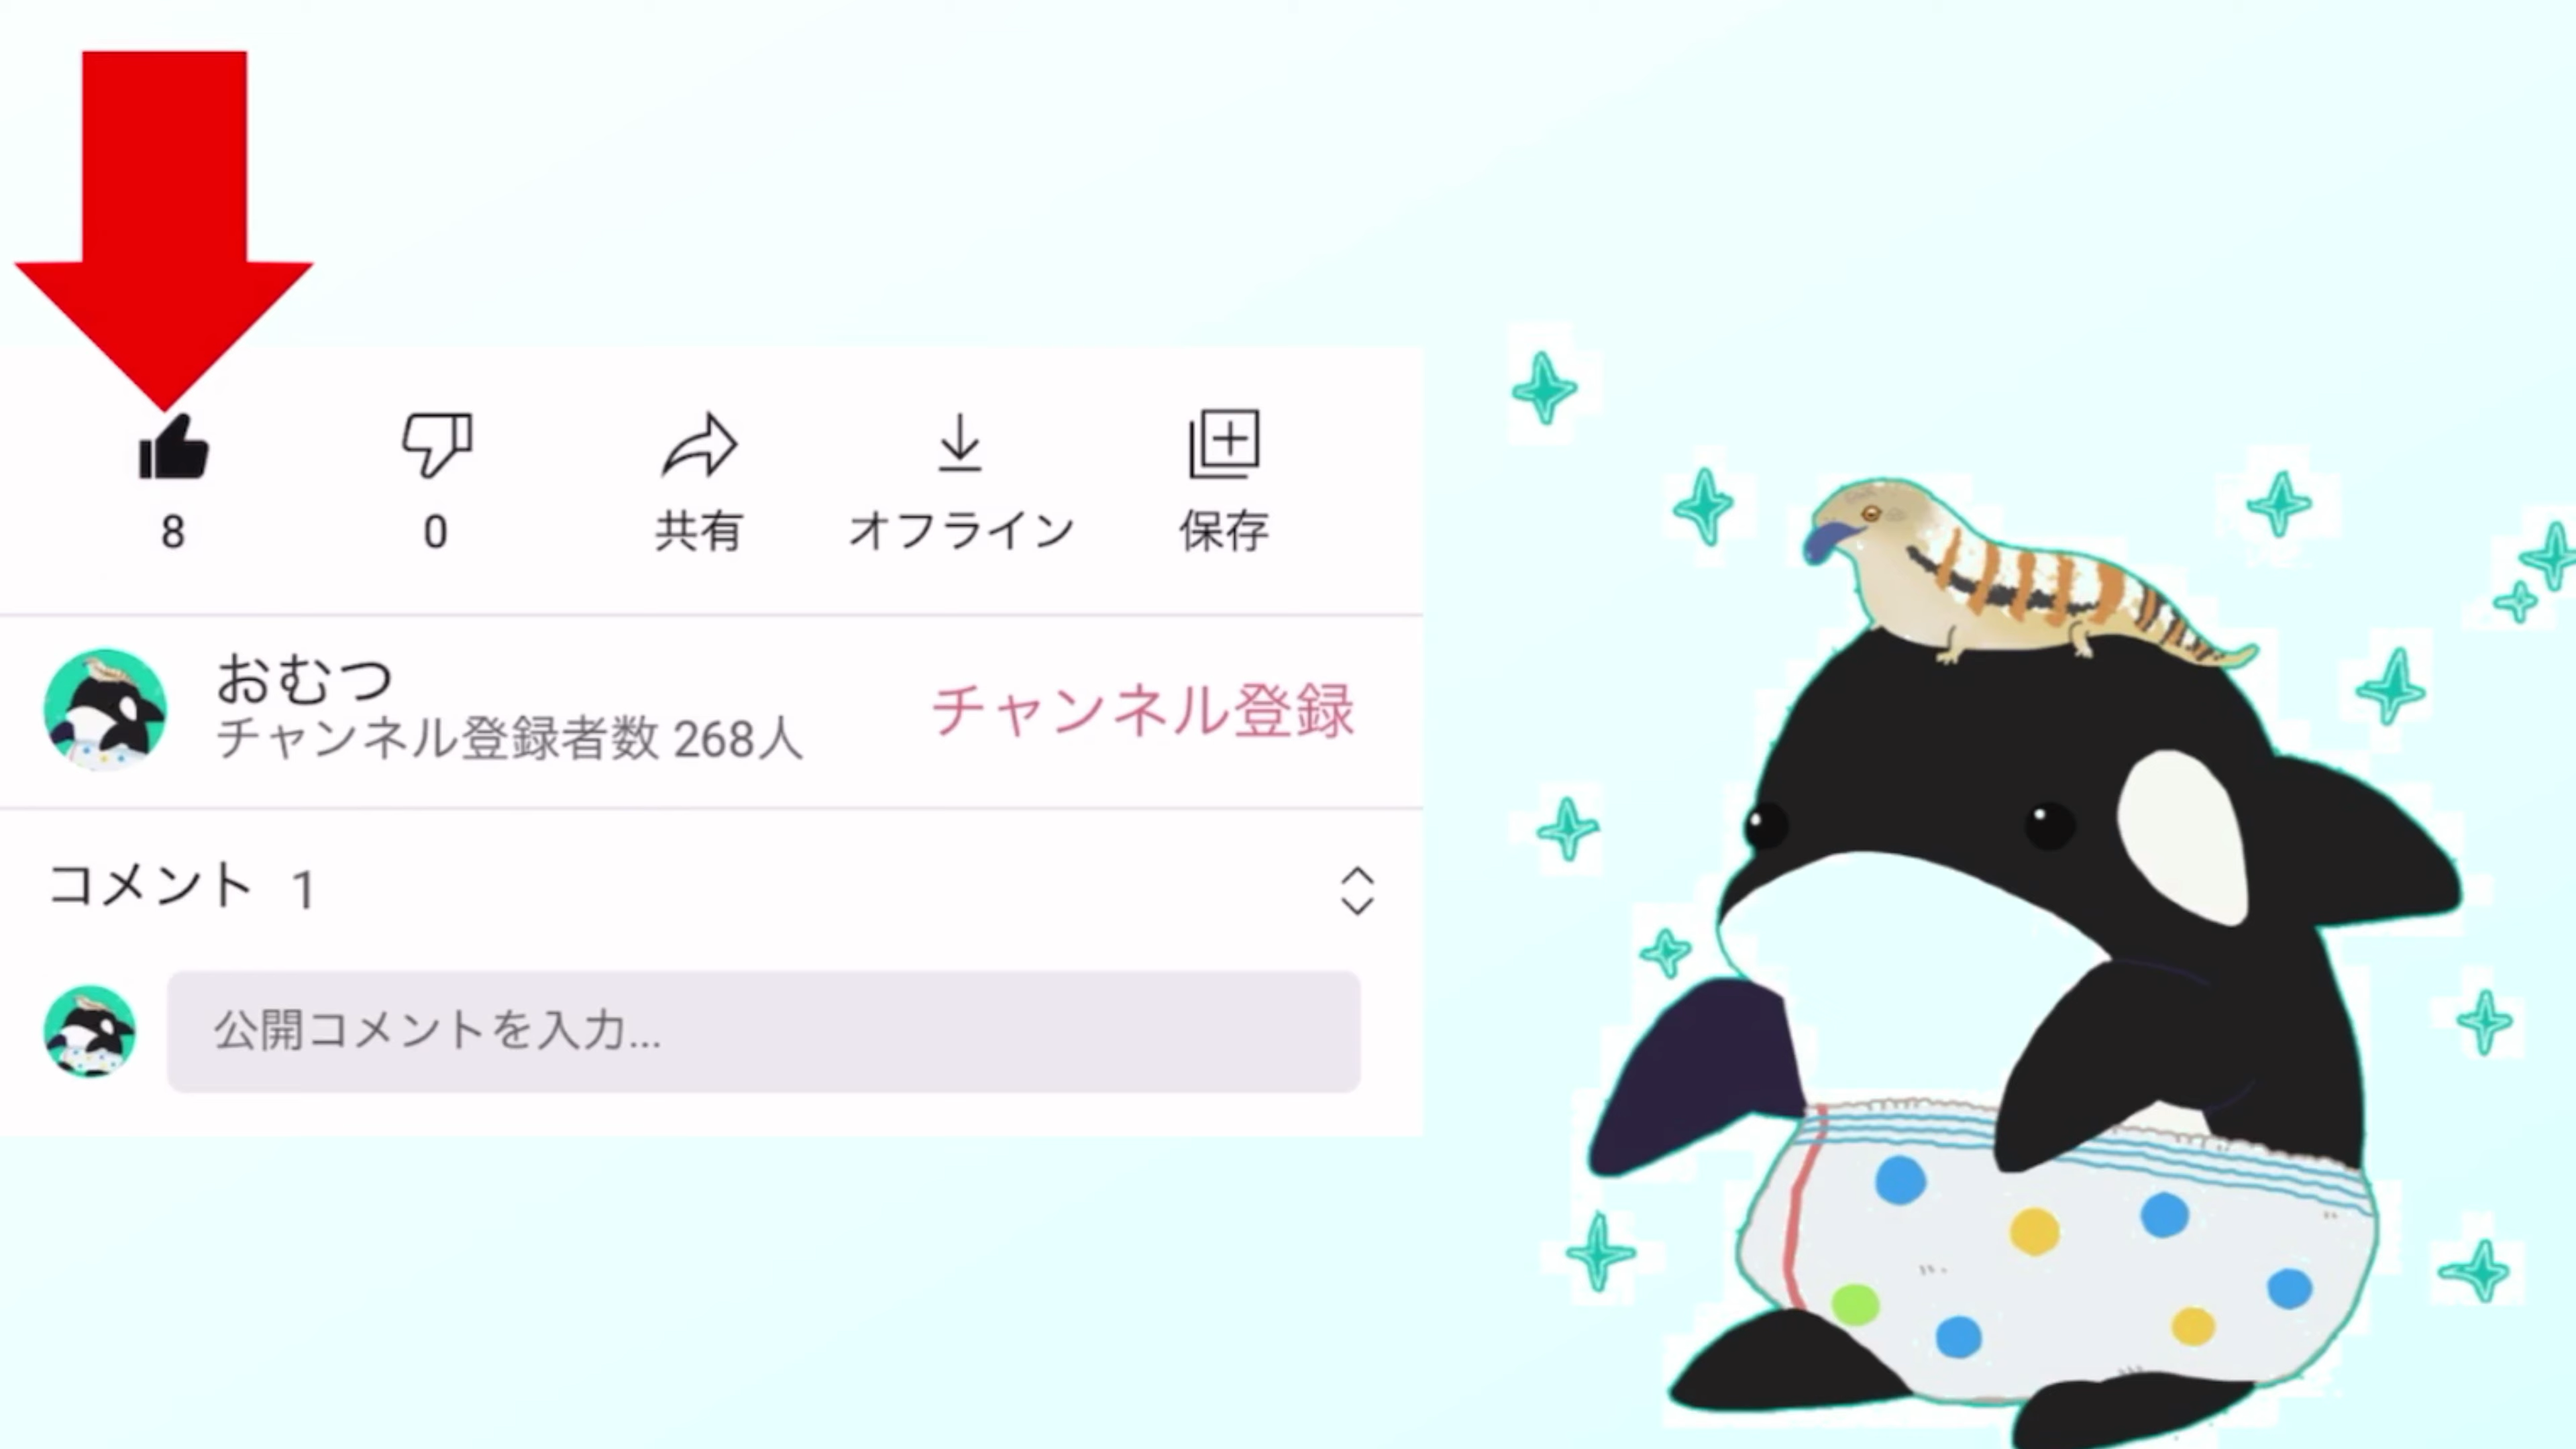 8
0
共有
オフライン
保存
おむつ
チャンネル登録者数 268人
チャンネル登録
コメント 1
公開コメントを入力...